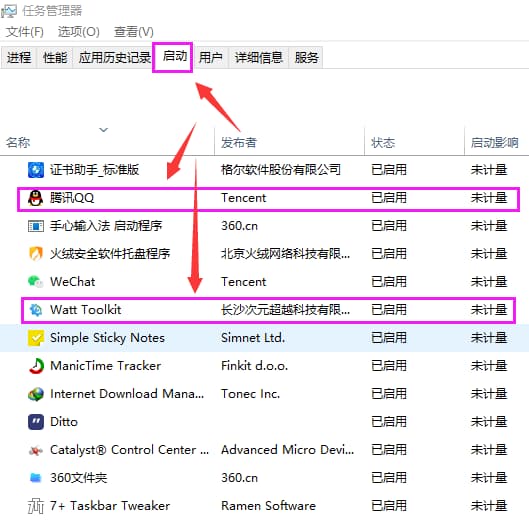 任务管理器
文件(F) 选项(O) 查看(V)
进程 性能 应用历史记录 启动 用户 详细信息 服务
名称 发布者 状态 启动影响
证书助手_标准版 格尔软件股份有限公司 已启用 未计量
腾讯QQ Tencent 已启用 未计量
手心输入法 启动程序 360.cn 已启用 未计量
火绒安全软件托盘程序 北京火绒网络科技有限... 已启用 未计量
WeChat Tencent 已启用 未计量
Watt Toolkit 长沙次元超越科技有限... 已启用 未计量
Simple Sticky Notes Simnet Ltd. 已启用 未计量
ManicTime Tracker Finkit d.o.o. 已启用 未计量
Internet Download Mana... Tonec Inc. 已启用 未计量
Ditto 已启用 未计量
Catalyst® Control Center ... Advanced Micro Devi... 已启用 未计量
360文件夹 360.cn 已启用 未计量
7+ Taskbar Tweaker Ramen Software 已启用 未计量